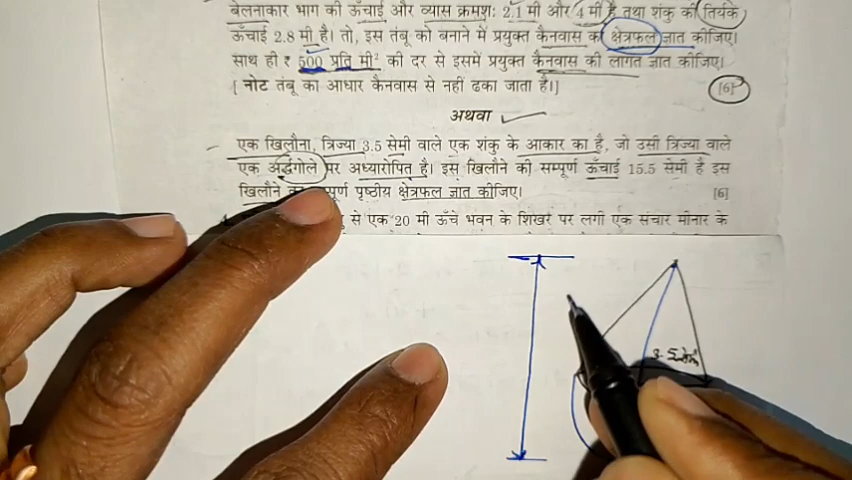 बेलनाकार भाग की ऊँचाई और व्यास क्रमश: 2.1 मी और 4 मी है तथा शंकु की तिर्यक
ऊँचाई 2.8 मी है। तो, इस तंबू को बनाने में प्रयुक्त कैनवास का क्षेत्रफल ज्ञात कीजिए।
साथ ही ₹ 500 प्रति मी² की दर से इसमें प्रयुक्त कैनवास की लागत ज्ञात कीजिए।
[ नोट तंबू का आधार कैनवास से नहीं ढका जाता है।] [6]
अथवा
एक खिलौना, त्रिज्या 3.5 सेमी वाले एक शंकु के आकार का है, जो उसी त्रिज्या वाले
एक अर्द्धगोले पर अध्यारोपित है। इस खिलौने की सम्पूर्ण ऊँचाई 15.5 सेमी है इस
खिलौने का पूर्ण पृष्ठीय क्षेत्रफल ज्ञात कीजिए। [6]
से एक 20 मी ऊँचे भवन के शिखर पर लगी एक संचार मीनार के
3.5 सेमी